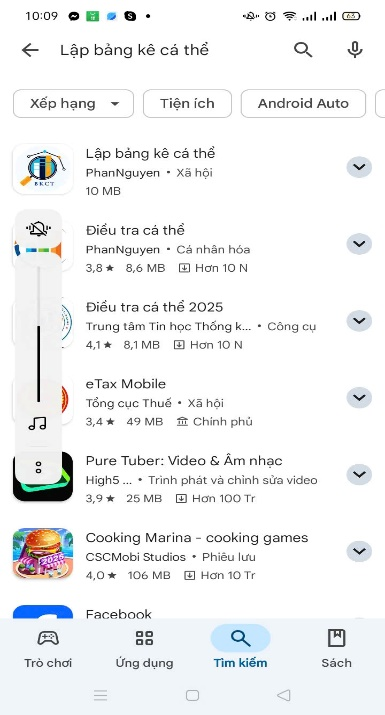 10:09 63
Lập bảng kê cá thể
Xếp hạng Tiện ích Android Auto
Lập bảng kê cá thể
PhanNguyen • Xã hội
10 MB
BKCT
Điều tra cá thể
PhanNguyen • Cá nhân hóa
3,8 ★ 8,6 MB Hơn 10 N
Điều tra cá thể 2025
Trung tâm Tin học Thống k... • Công cụ
4,1 ★ 8,1 MB Hơn 10 N
eTax Mobile
Tổng cục Thuế • Xã hội
3,4 ★ 49 MB Chính phủ
Pure Tuber: Video & Âm nhạc
High5 ... • Trình phát và chỉnh sửa video
3,9 ★ 25 MB Hơn 100 Tr
Cooking Marina - cooking games
CSCMobi Studios • Phiêu lưu
4,0 ★ 106 MB Hơn 10 Tr
Facebook
Trò chơi Ứng dụng Tìm kiếm Sách